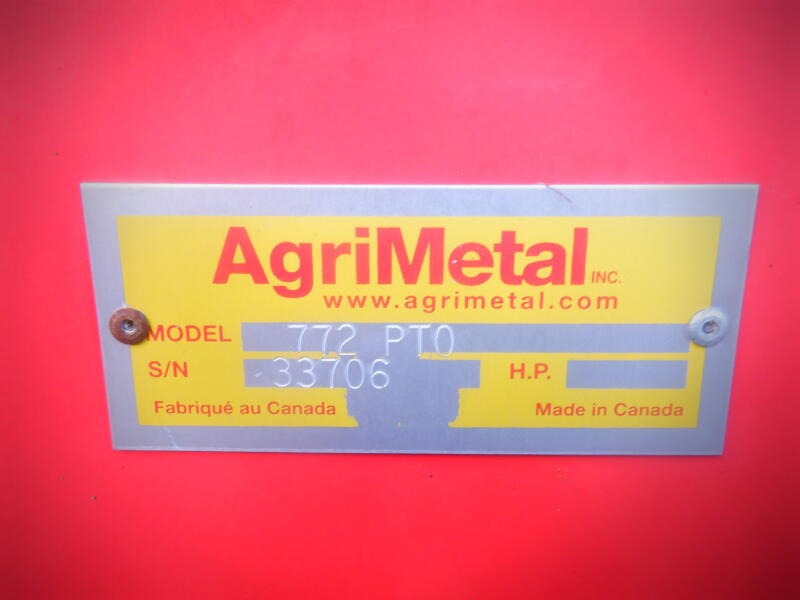 AgriMetal INC.
www.agrimetal.com
MODEL 772 PTO
S/N 33706 H.P.
Fabriqué au Canada Made in Canada